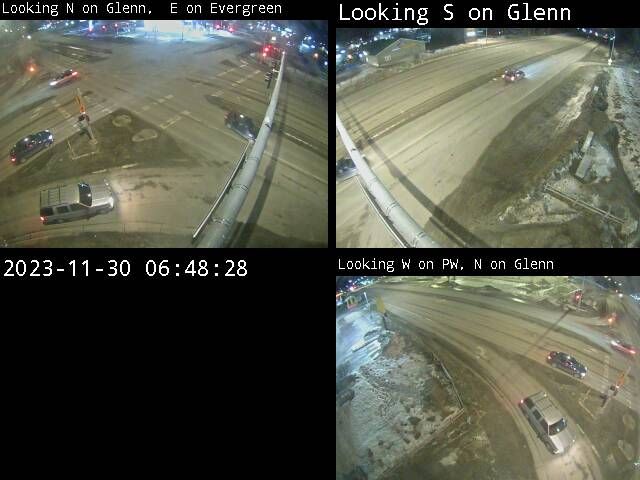 Looking N on Glenn,  E on Evergreen
Looking S on Glenn
2023-11-30 06:48:28
Looking W on PW, N on Glenn